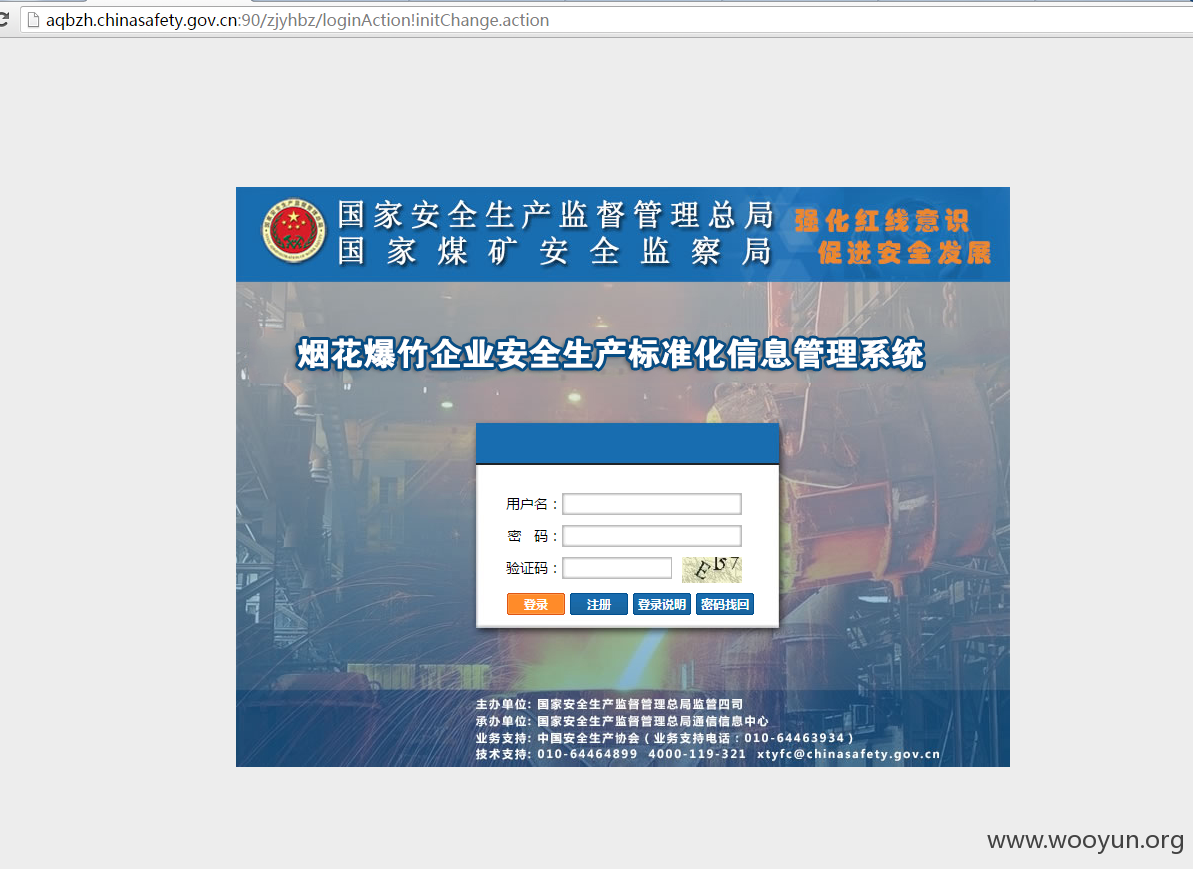 aqbzh.chinasafety.gov.cn:90/zjyhbz/loginAction!initChange.action
国家安全生产监督管理总局
国家煤矿安全监察局
强化红线意识
促进安全发展
烟花爆竹企业安全生产标准化信息管理系统
用户名：
密 码：
验证码：
E157
登录 注册 登录说明 密码找回
主办单位: 国家安全生产监督管理总局监管四司
承办单位: 国家安全生产监督管理总局通信信息中心
业务支持: 中国安全生产协会（业务支持电话：010-64463934）
技术支持: 010-64464899 4000-119-321 xtyfc@chinasafety.gov.cn
www.wooyun.org